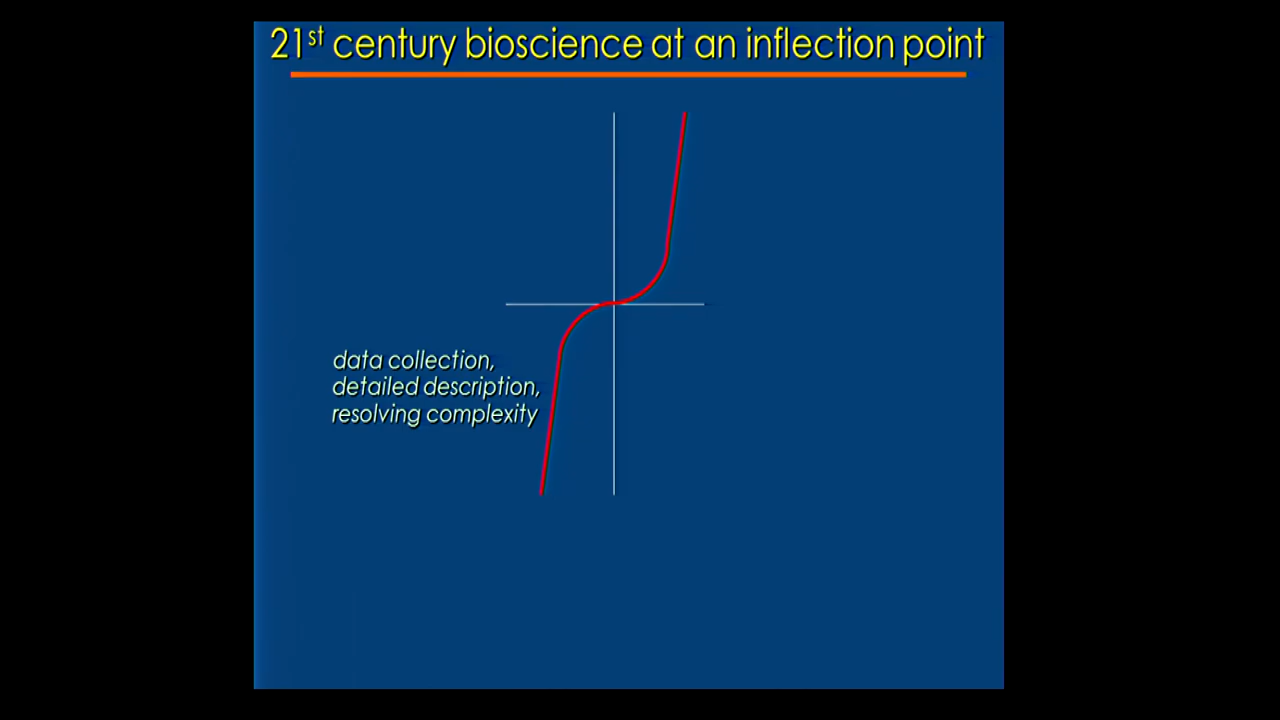 21st century bioscience at an inflection point
data collection,
detailed description,
resolving complexity